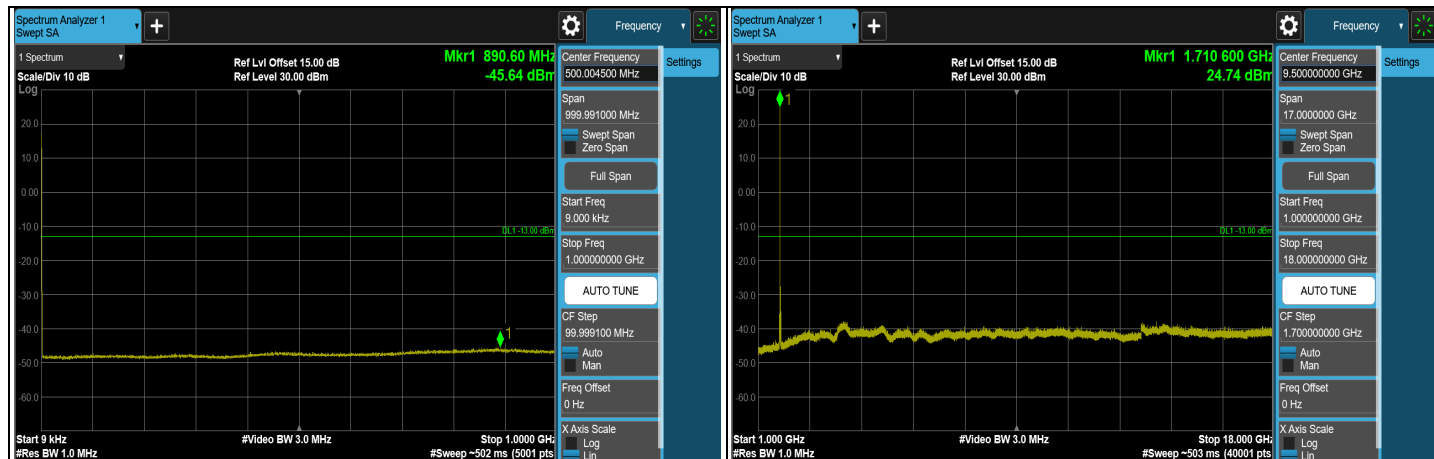 Spectrum Analyzer 1
Swept SA
+
Frequency
1 Spectrum
Scale/Div 10 dB
Log
Ref Lvl Offset 15.00 dB
Ref Level 30.00 dBm
Mkr1 890.60 MHz
-45.64 dBm
20.0
10.0
0.00
-10.0
-20.0
-30.0
-40.0
-50.0
-60.0
DL1 -13.00 dBm
1
Start 9 kHz
#Res BW 1.0 MHz
#Video BW 3.0 MHz
Stop 1.0000 GHz
#Sweep ~502 ms (5001 pts
Center Frequency
500.004500 MHz
Span
999.991000 MHz
Swept Span
Zero Span
Full Span
Start Freq
9.000 kHz
Stop Freq
1.000000000 GHz
AUTO TUNE
CF Step
99.999100 MHz
Auto
Man
Freq Offset
0 Hz
X Axis Scale
Log
Lin
Settings
Spectrum Analyzer 1
Swept SA
+
Frequency
1 Spectrum
Scale/Div 10 dB
Log
Ref Lvl Offset 15.00 dB
Ref Level 30.00 dBm
Mkr1 1.710 600 GHz
24.74 dBm
1
20.0
10.0
0.00
-10.0
-20.0
-30.0
-40.0
-50.0
-60.0
DL1 -13.00 dBm
Start 1.000 GHz
#Res BW 1.0 MHz
#Video BW 3.0 MHz
Stop 18.000 GHz
#Sweep ~503 ms (40001 pts
Center Frequency
9.500000000 GHz
Span
17.0000000 GHz
Swept Span
Zero Span
Full Span
Start Freq
1.000000000 GHz
Stop Freq
18.000000000 GHz
AUTO TUNE
CF Step
1.700000000 GHz
Auto
Man
Freq Offset
0 Hz
X Axis Scale
Log
Lin
Settings